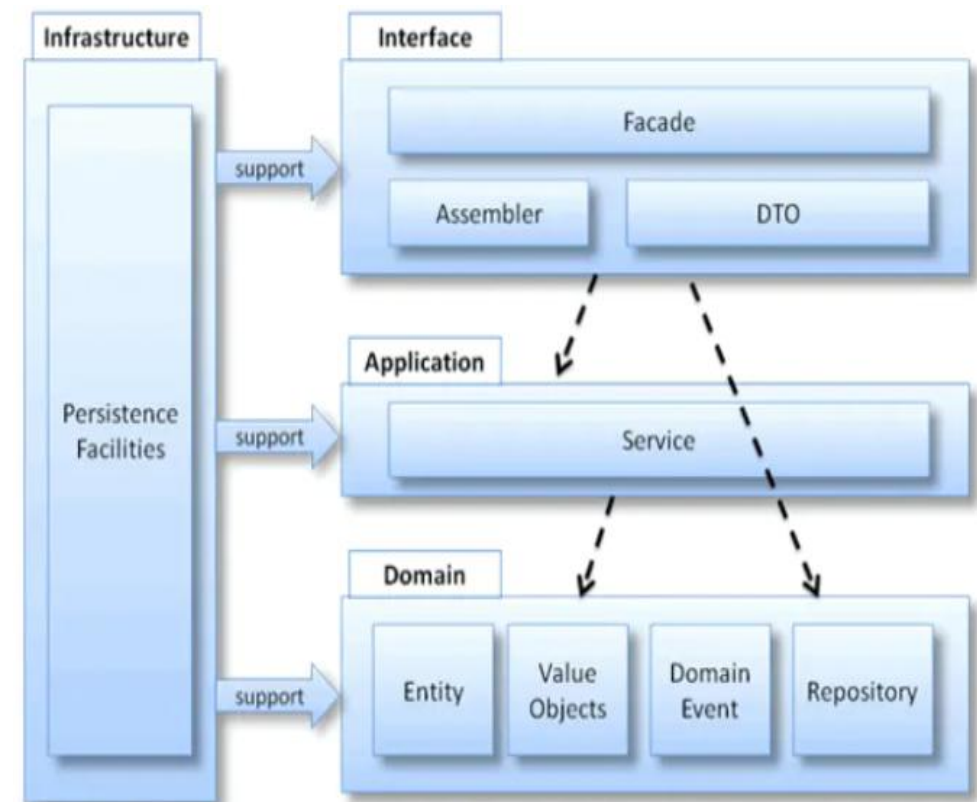 Infrastructure
Interface
Facade
support
Assembler
DTO
Application
Persistence
Facilities
support
Service
Domain
Entity
Value
Objects
Domain
Event
Repository
support